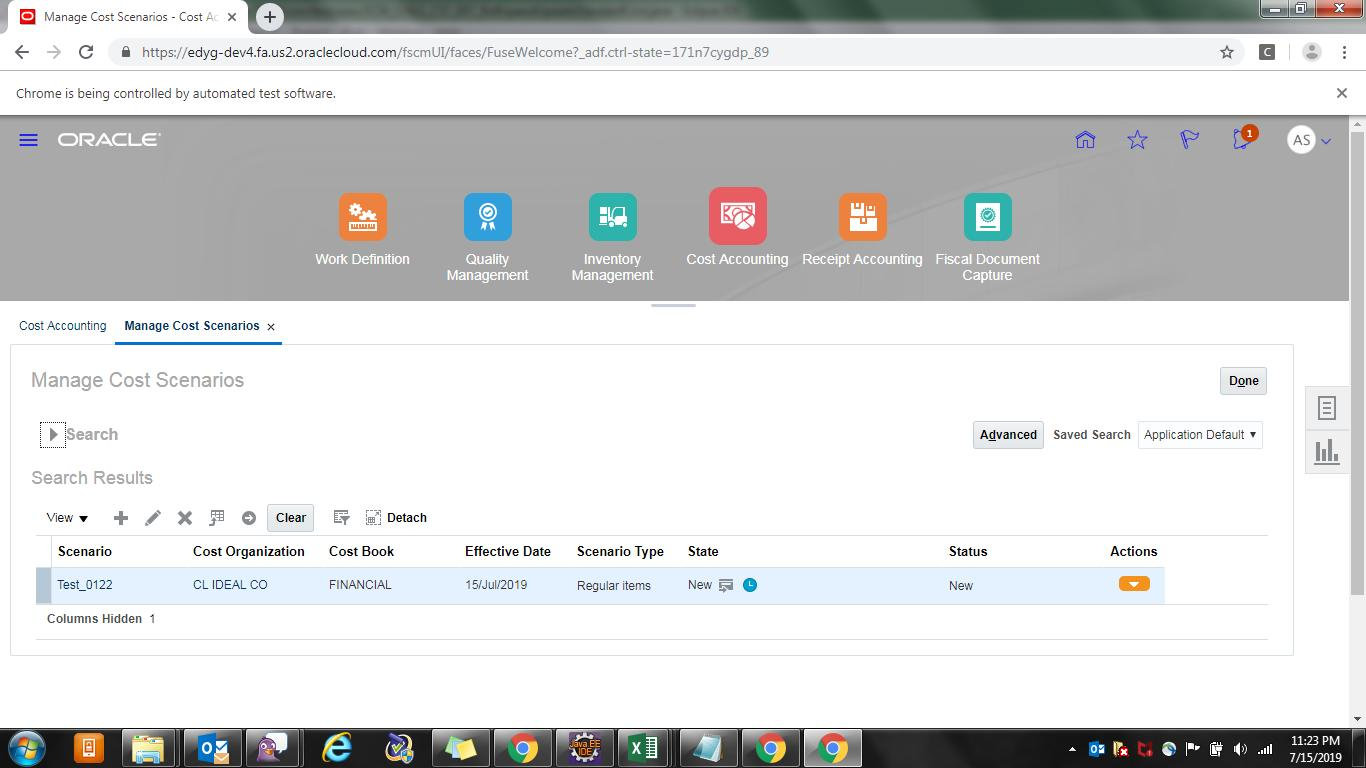 Manage Cost Scenarios - Cost Ac
https://edyg-dev4.fa.us2.oraclecloud.com/fscmUI/faces/FuseWelcome?_adf.ctrl-state=171n7cygdp_89
C
Chrome is being controlled by automated test software.
ORACLE
1
AS
Work Definition
Quality Management
Inventory Management
Cost Accounting
Receipt Accounting
Fiscal Document Capture
Cost Accounting Manage Cost Scenarios
Manage Cost Scenarios
Done
Search
Advanced Saved Search Application Default
Search Results
View Clear Detach
Scenario Cost Organization Cost Book Effective Date Scenario Type State Status Actions
Test_0122 CL IDEAL CO FINANCIAL 15/Jul/2019 Regular items New New
Columns Hidden 1
Java EE IDE
11:23 PM
7/15/2019